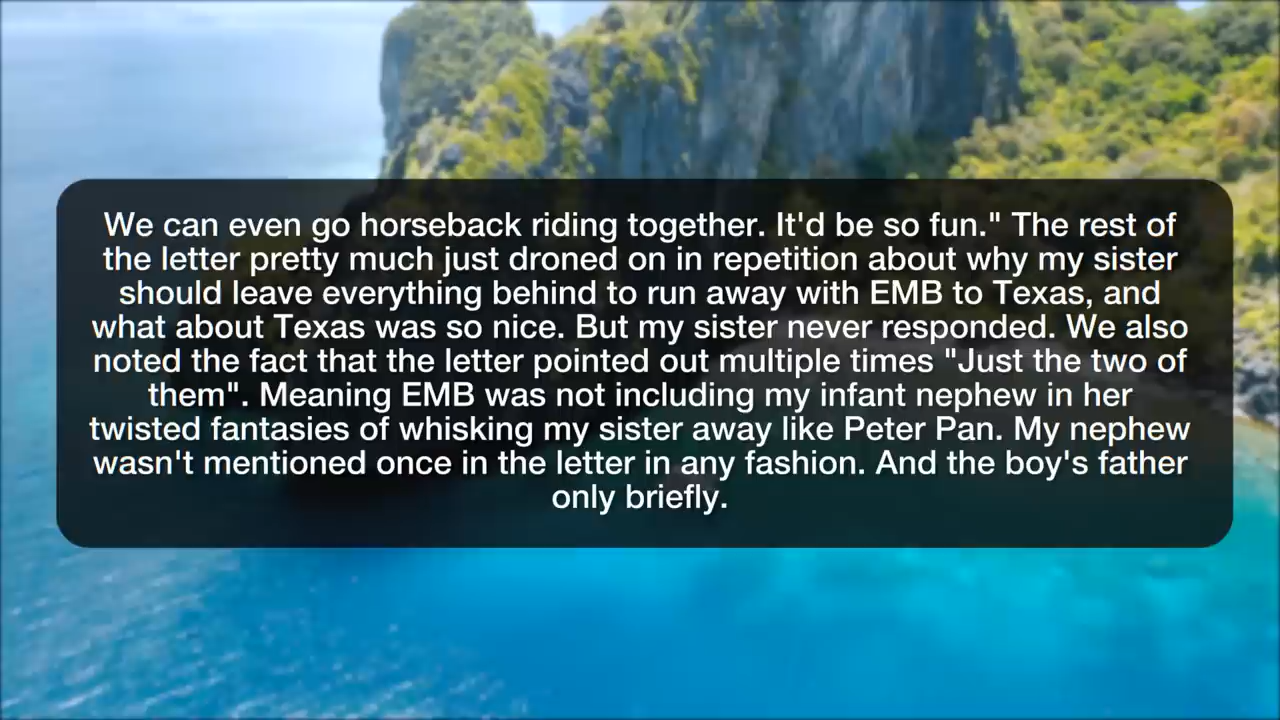 We can even go horseback riding together. It'd be so fun." The rest of
the letter pretty much just droned on in repetition about why my sister
should leave everything behind to run away with EMB to Texas, and
what about Texas was so nice. But my sister never responded. We also
noted the fact that the letter pointed out multiple times "Just the two of
them". Meaning EMB was not including my infant nephew in her
twisted fantasies of whisking my sister away like Peter Pan. My nephew
wasn't mentioned once in the letter in any fashion. And the boy's father
only briefly.